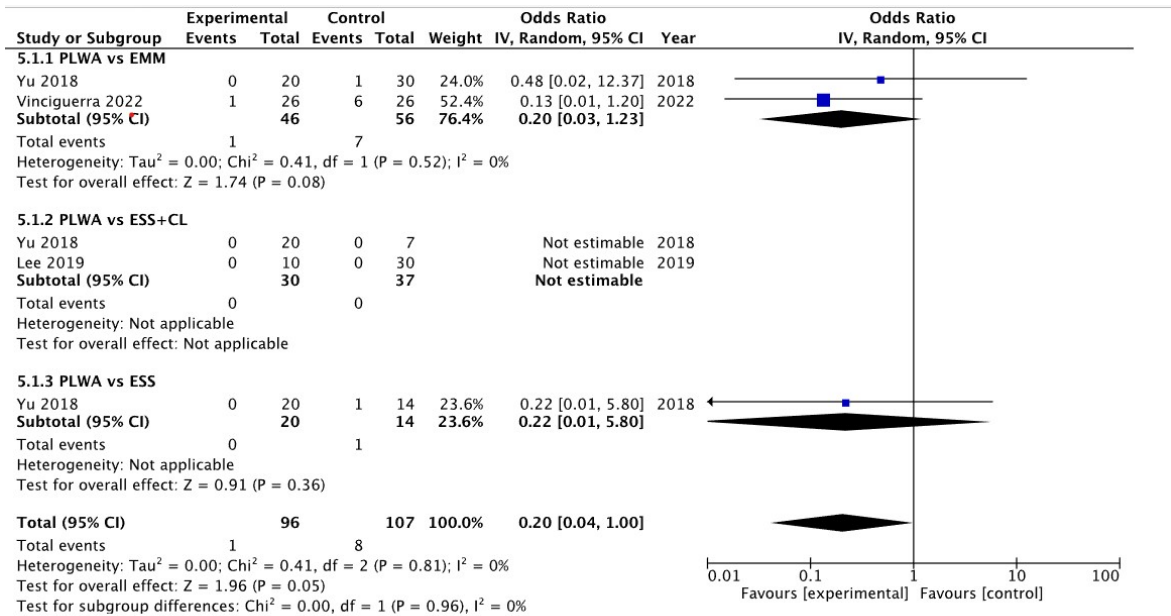 Experimental Control Odds Ratio Odds Ratio
Study or Subgroup Events Total Events Total Weight IV, Random, 95% CI Year IV, Random, 95% CI
5.1.1 PLWA vs EMM
Yu 2018 0 20 1 30 24.0% 0.48 [0.02, 12.37] 2018
Vinciguerra 2022 1 26 6 26 52.4% 0.13 [0.01, 1.20] 2022
Subtotal (95% CI) 46 56 76.4% 0.20 [0.03, 1.23]
Total events 1 7
Heterogeneity: Tau² = 0.00; Chi² = 0.41, df = 1 (P = 0.52); I² = 0%
Test for overall effect: Z = 1.74 (P = 0.08)
5.1.2 PLWA vs ESS+CL
Yu 2018 0 20 0 7 Not estimable 2018
Lee 2019 0 10 0 30 Not estimable 2019
Subtotal (95% CI) 30 37 Not estimable
Total events 0 0
Heterogeneity: Not applicable
Test for overall effect: Not applicable
5.1.3 PLWA vs ESS
Yu 2018 0 20 1 14 23.6% 0.22 [0.01, 5.80] 2018
Subtotal (95% CI) 20 14 23.6% 0.22 [0.01, 5.80]
Total events 0 1
Heterogeneity: Not applicable
Test for overall effect: Z = 0.91 (P = 0.36)
Total (95% CI) 96 107 100.0% 0.20 [0.04, 1.00]
Total events 1 8
Heterogeneity: Tau² = 0.00; Chi² = 0.41, df = 2 (P = 0.81); I² = 0%
Test for overall effect: Z = 1.96 (P = 0.05)
Test for subgroup differences: Chi² = 0.00, df = 1 (P = 0.96), I² = 0%
0.01 0.1 1 10 100
Favours [experimental] Favours [control]